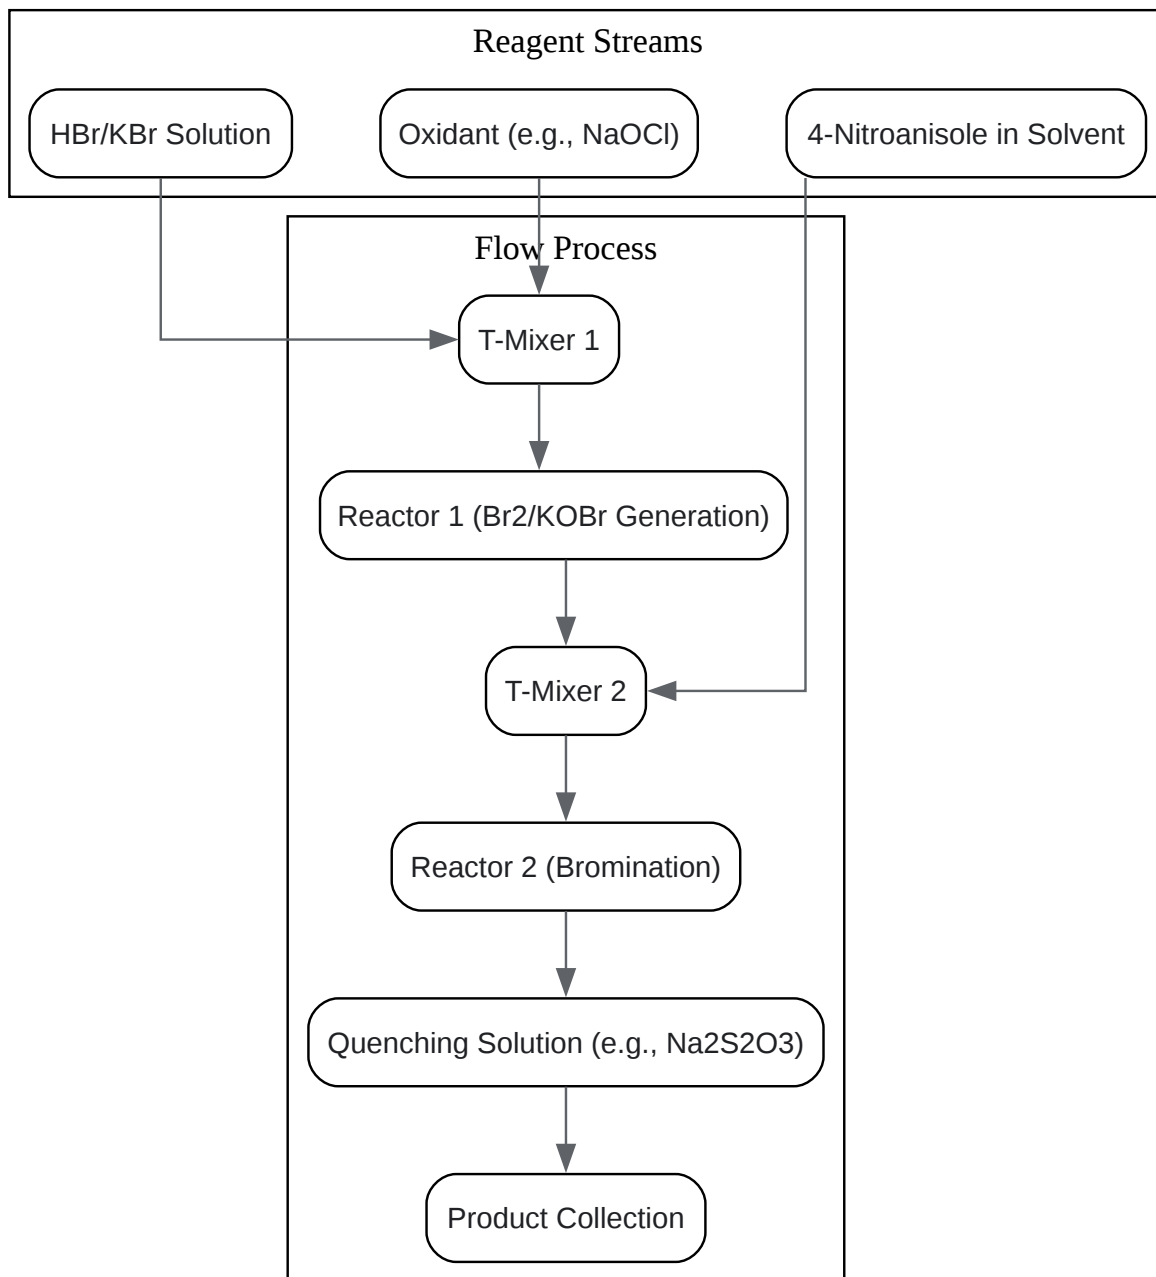 Reagent Streams
HBr/KBr Solution
Oxidant (e.g., NaOCl)
4-Nitroanisole in Solvent
Flow Process
T-Mixer 1
Reactor 1 (Br2/KOBr Generation)
T-Mixer 2
Reactor 2 (Bromination)
Quenching Solution (e.g., Na2S2O3)
Product Collection